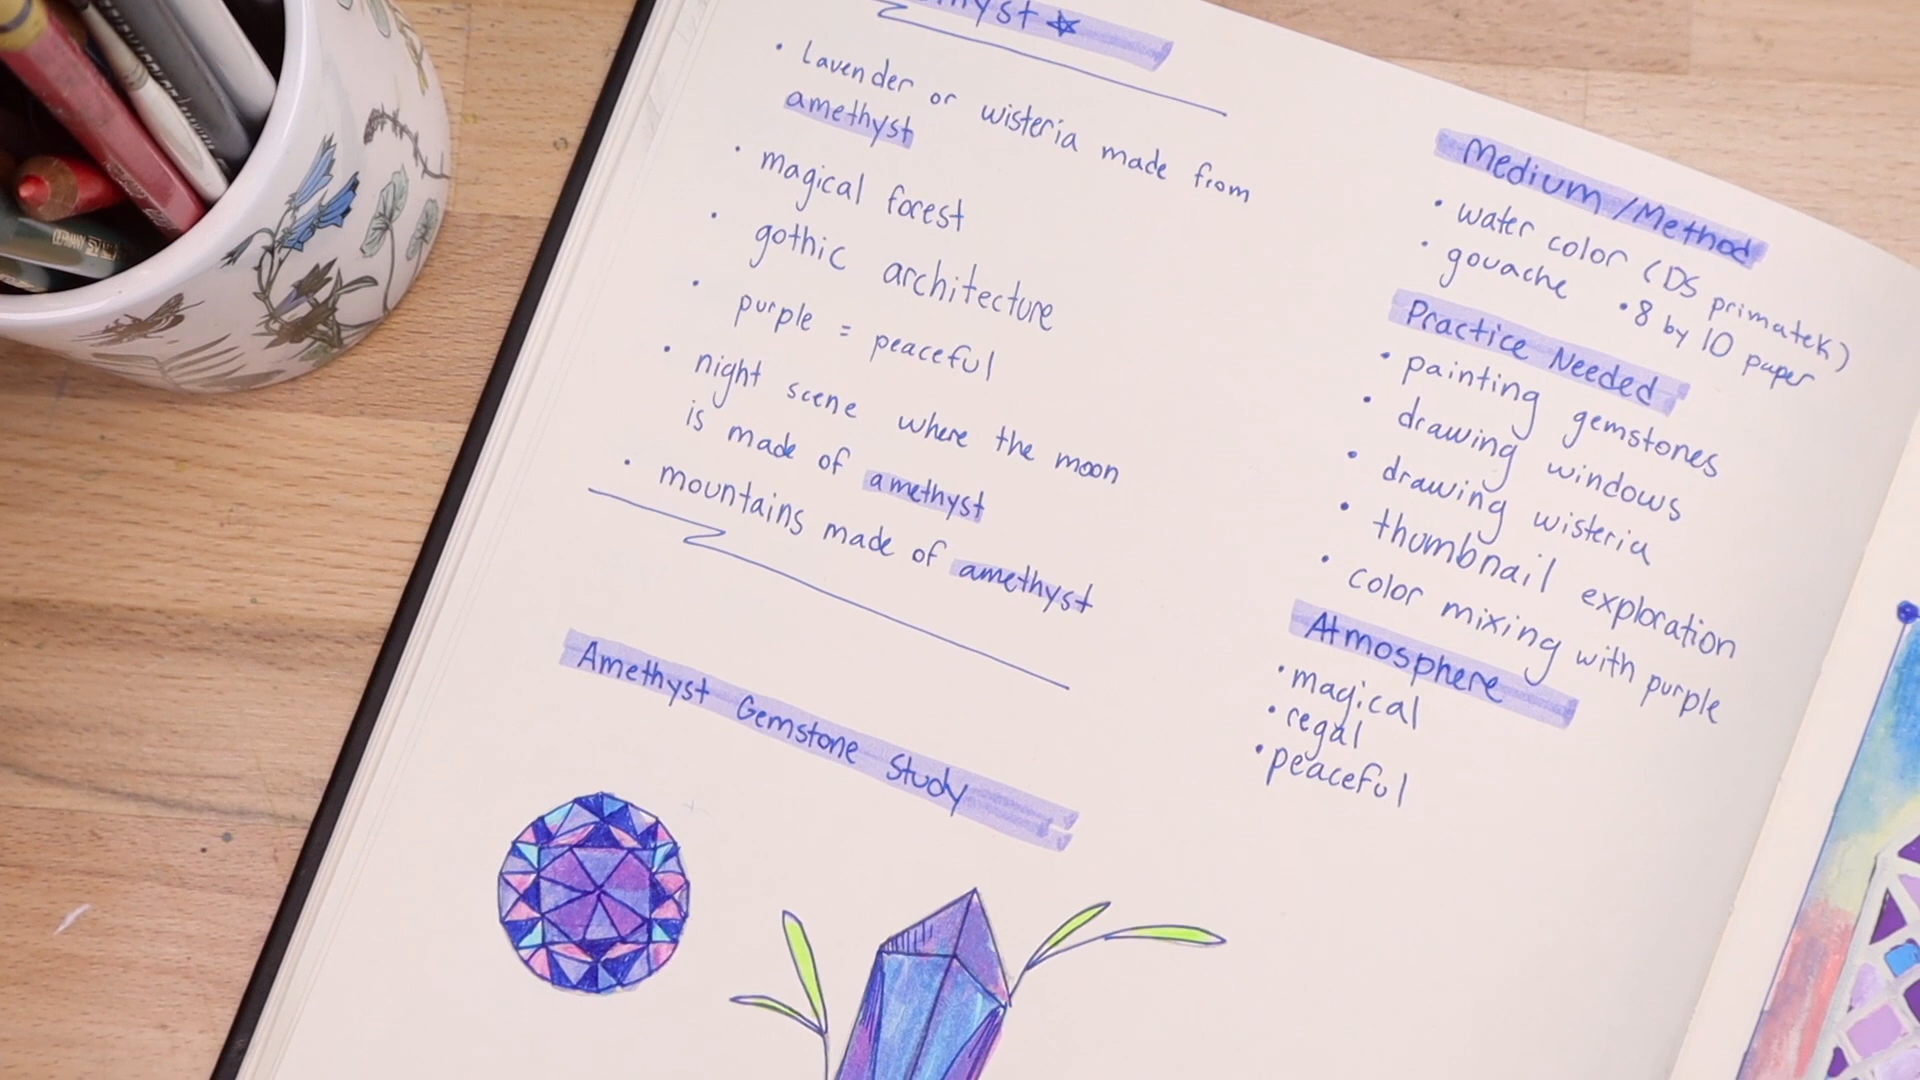 • Lavender or wisteria made from
amethyst
• magical forest
• gothic architecture
• purple = peaceful
• night scene where the moon
is made of amethyst
• mountains made of amethyst
Amethyst Gemstone Study
Medium / Method
• water color (DS primatek)
• gouache • 8 by 10 paper
Practice Needed
• painting gemstones
• drawing windows
• drawing wisteria
• thumbnail exploration
• color mixing with purple
Atmosphere
• magical
• regal
• peaceful